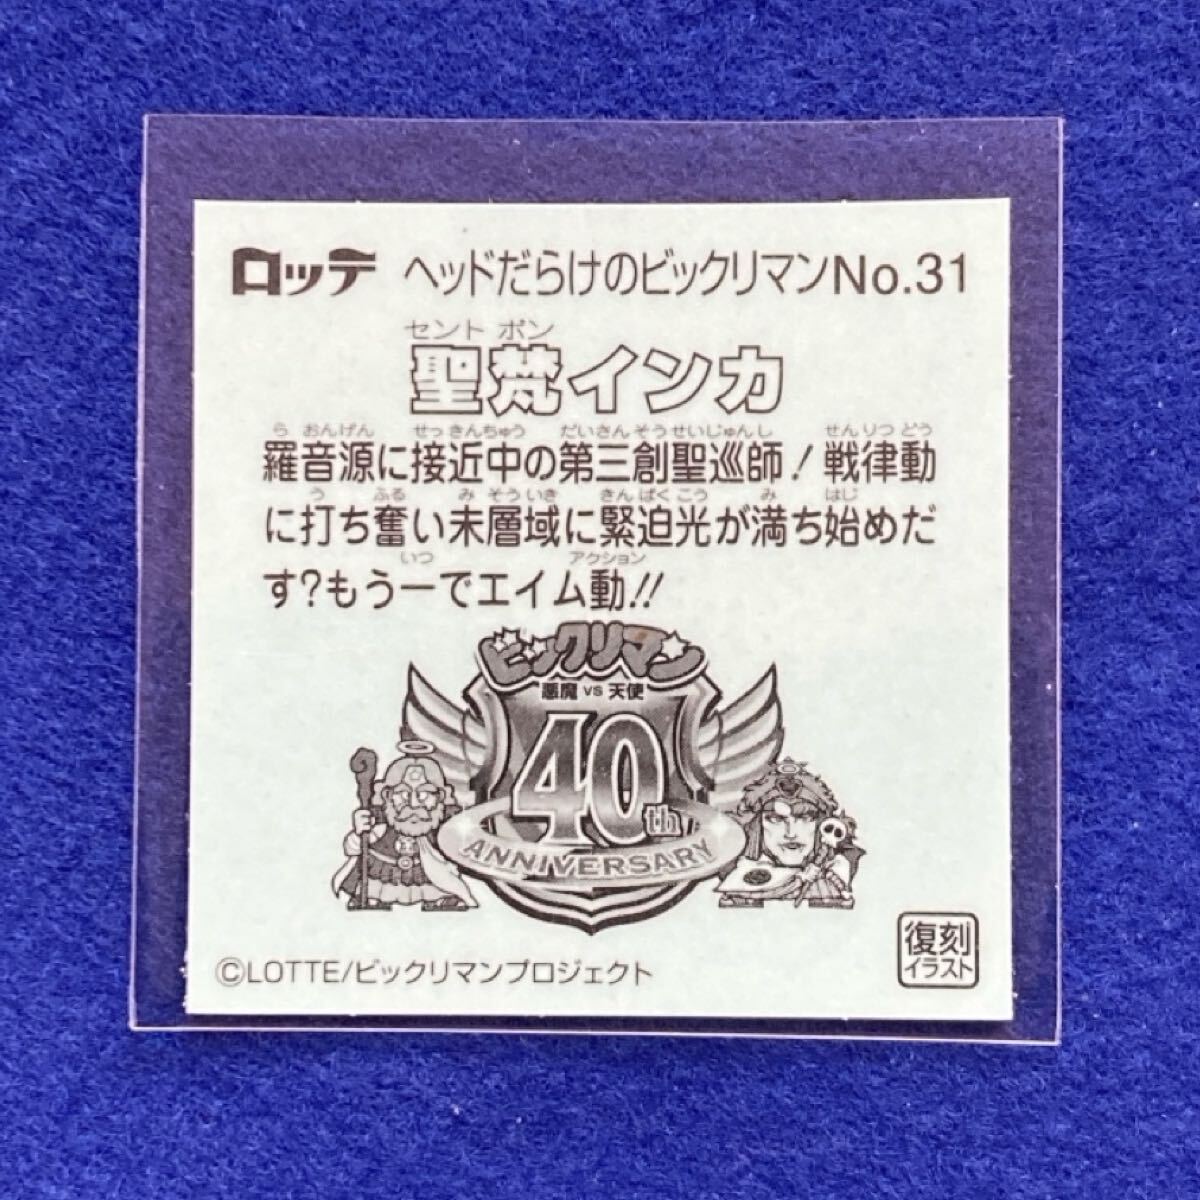 ロッテ ヘッドだらけのビックリマンNo.31
セント ボン
聖梵インカ
ら おんげん せっきんちゅう だいさんそうせいじゅんし せんりつどう
羅音源に接近中の第三創聖巡師！戦律動
う ふる み そういき きんぱくこう み はじ
に打ち奮い未層域に緊迫光が満ち始めだ
いつ アクション
す？もう一でエイム動！！
ビックリマン
悪魔 VS 天使
40th
ANNIVERSARY
復刻
イラスト
©LOTTE/ビックリマンプロジェクト